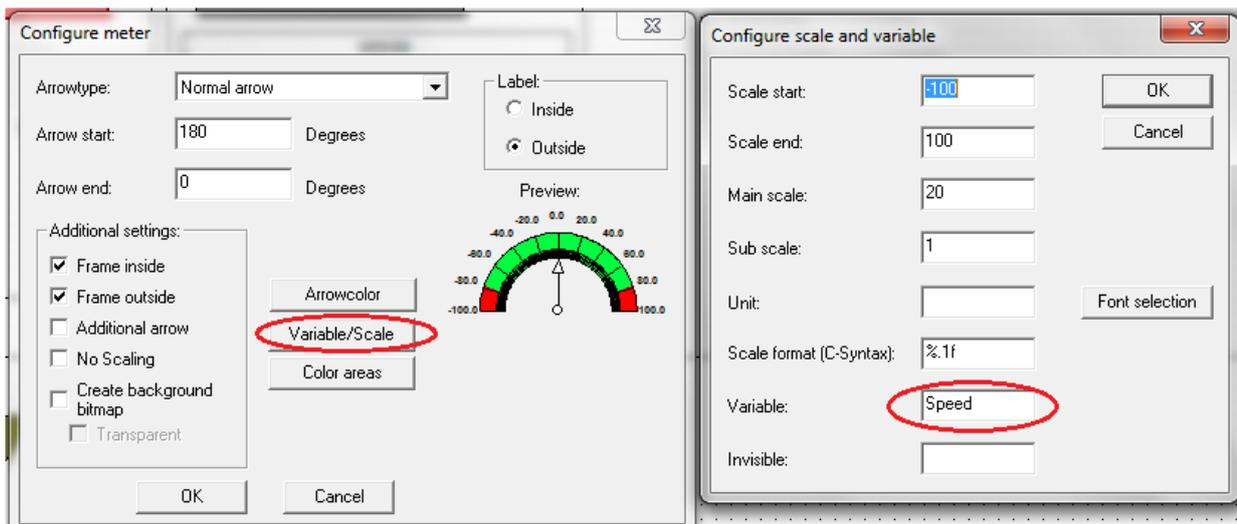 Configure meter
Arrowtype:
Normal arrow
Arrow start:
180
Degrees
Arrow end:
0
Degrees
Label:
Inside
Outside
Preview:
-100.0
-80.0
-60.0
-40.0
-20.0
0.0
20.0
40.0
60.0
80.0
100.0
Additional settings:
Frame inside
Frame outside
Additional arrow
No Scaling
Create background
bitmap
Transparent
Arrowcolor
Variable/Scale
Color areas
OK
Cancel
Configure scale and variable
Scale start:
-100
Scale end:
100
Main scale:
20
Sub scale:
1
Unit:
Scale format (C-Syntax):
%.1f
Variable:
Speed
Invisible:
OK
Cancel
Font selection